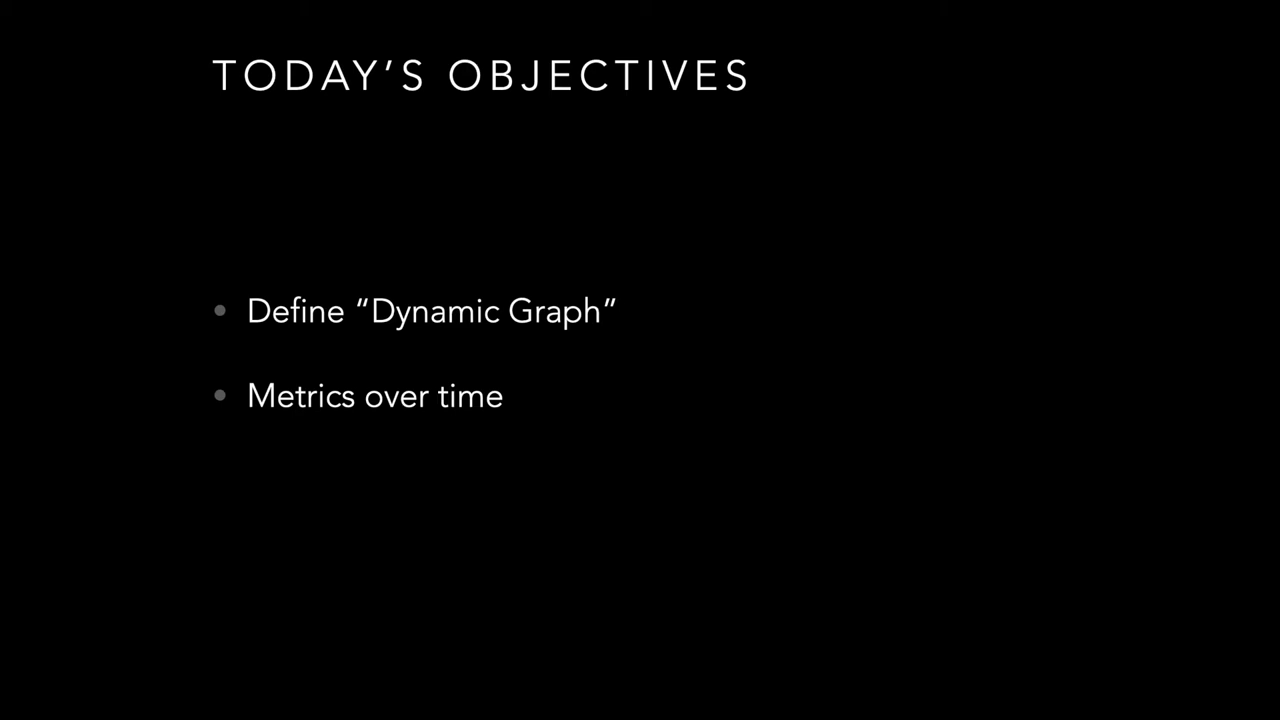 TODAY’S OBJECTIVES
• Define “Dynamic Graph”
• Metrics over time